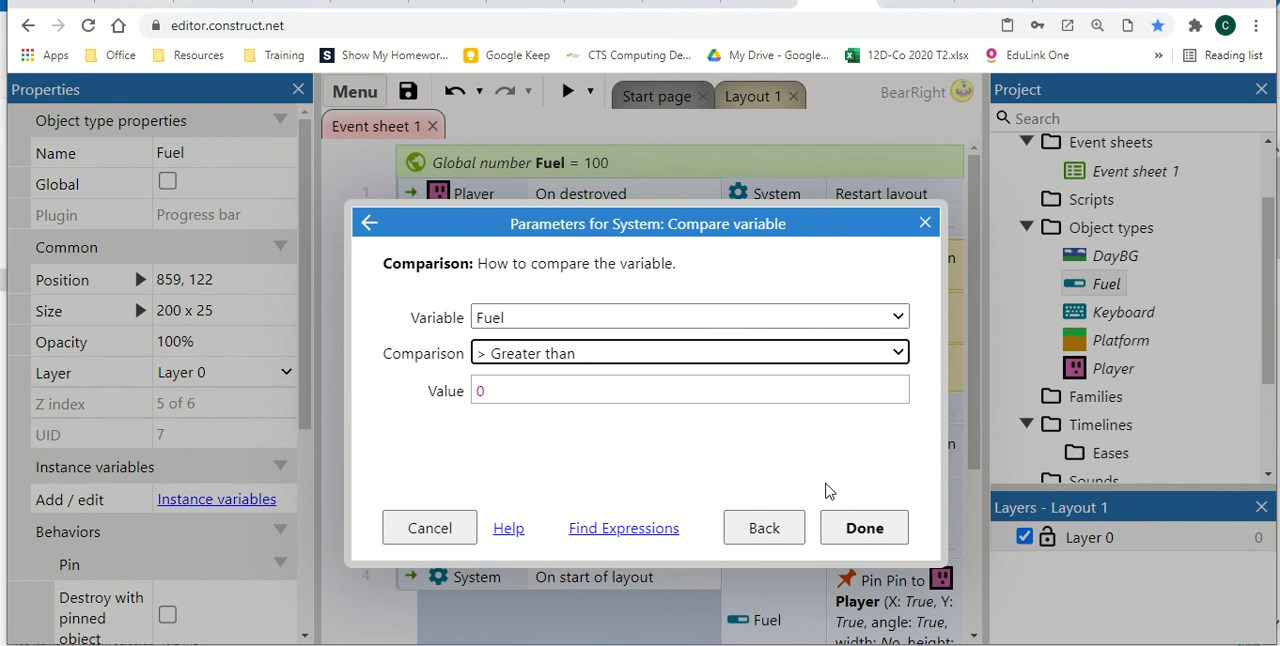 editor.construct.net
C
Apps Office Resources Training S Show My Homewor... Google Keep CTS Computing De... My Drive - Google... 12D-Co 2020 T2.xlsx EduLink One » Reading list
Properties
Menu
Start page
Layout 1
BearRight
Project
Event sheet 1
Search
Object type properties
Name Fuel
Global
Plugin Progress bar
Common
Position 859, 122
Size 200 x 25
Opacity 100%
Layer Layer 0
Z index 5 of 6
UID 7
Instance variables
Add / edit Instance variables
Behaviors
Pin
Destroy with
pinned
object
Global number Fuel = 100
1 Player On destroyed System Restart layout
Parameters for System: Compare variable
Comparison: How to compare the variable.
Variable Fuel
Comparison > Greater than
Value 0
Cancel Help Find Expressions Back Done
4 System On start of layout
Fuel
Pin Pin to
Player (X: True, Y:
True, angle: True,
width: No, height:
Event sheets
Event sheet 1
Scripts
Object types
DayBG
Fuel
Keyboard
Platform
Player
Families
Timelines
Eases
Sounds
Layers - Layout 1
Layer 0 0